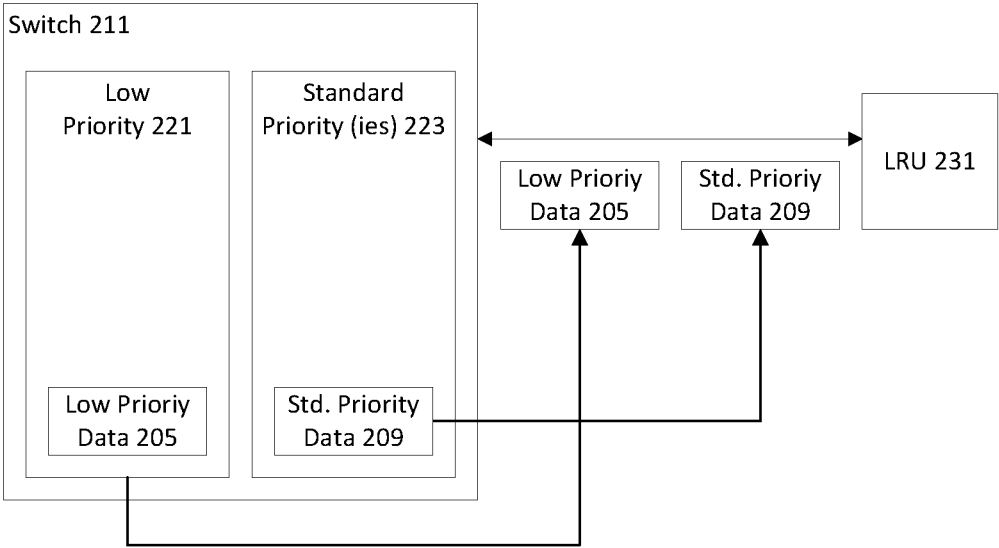 Switch 211
Low
Priority 221
Standard
Priority (ies) 223
Low Prioriy
Data 205
Std. Prioriy
Data 209
LRU 231
Low Prioriy
Data 205
Std. Priority
Data 209